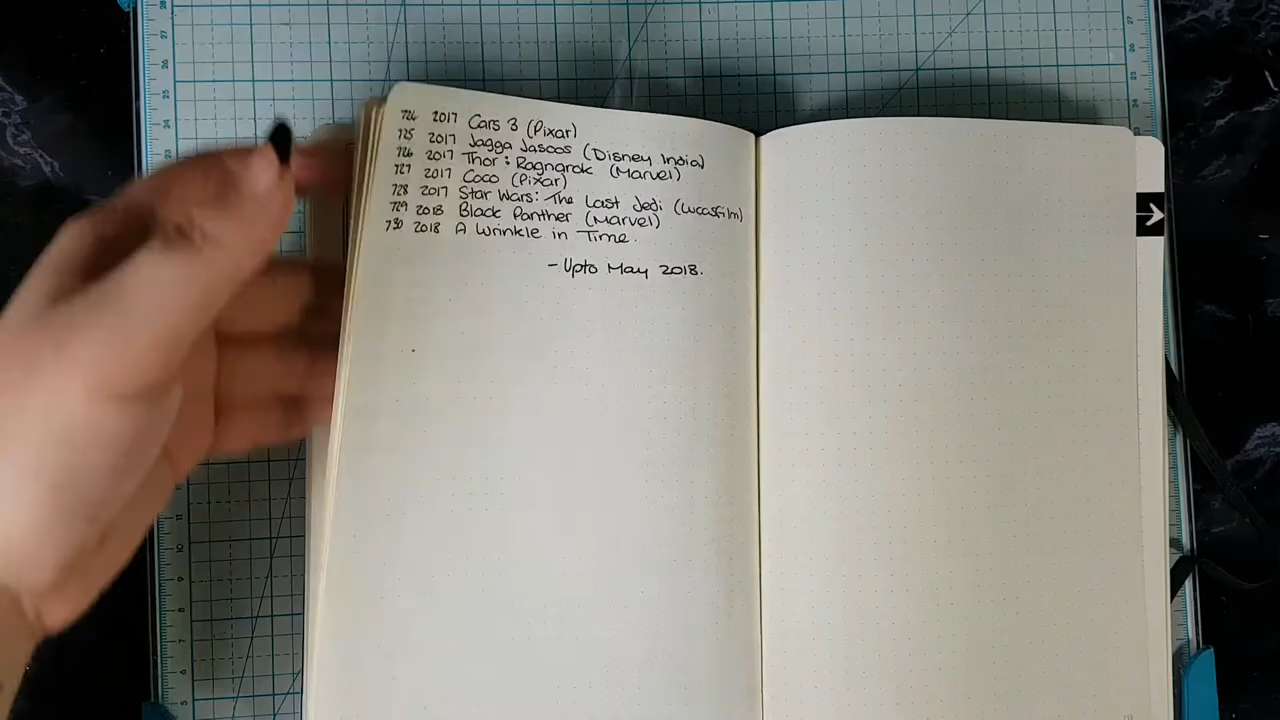 724 2017 Cars 3 (Pixar)
725 2017 Jagga Jasoos (Disney India)
726 2017 Thor: Ragnarok (Marvel)
727 2017 Coco (Pixar)
728 2017 Star Wars: The Last Jedi (Lucasfilm)
729 2018 Black Panther (Marvel)
730 2018 A Wrinkle in Time.
- Upto May 2018.